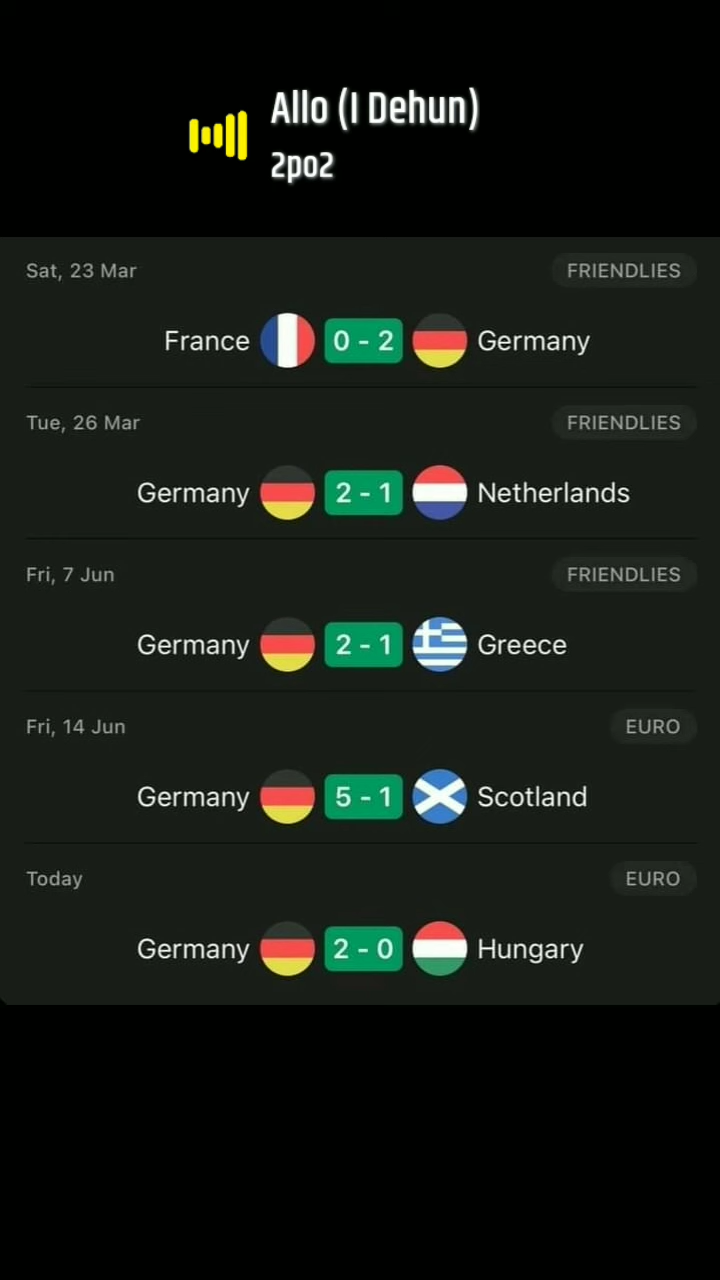 Allo (I Dehun)
2po2
Sat, 23 Mar FRIENDLIES
France 0 - 2 Germany
Tue, 26 Mar FRIENDLIES
Germany 2 - 1 Netherlands
Fri, 7 Jun FRIENDLIES
Germany 2 - 1 Greece
Fri, 14 Jun EURO
Germany 5 - 1 Scotland
Today EURO
Germany 2 - 0 Hungary